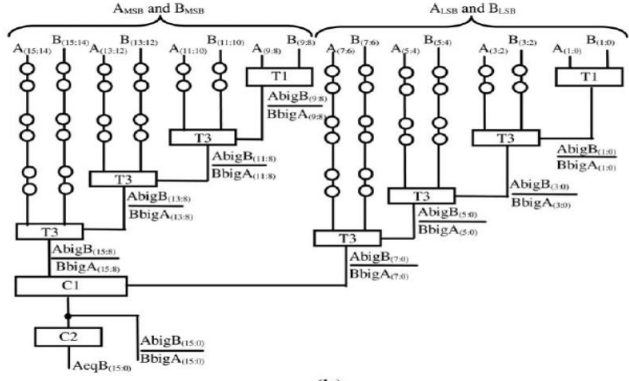 AMSB and BMSB
ALSB and BLSB
A(15:14) B(15:14) A(13:12) B(13:12) A(11:10) B(11:10) A(9:8) B(9:8)
A(7:6) B(7:6) A(5:4) B(5:4) A(3:2) B(3:2) A(1:0) B(1:0)
T1
T1
AbigB(9:8)
BbigA(9:8)
T3
T3
AbigB(1:0)
BbigA(1:0)
AbigB(11:8)
BbigA(11:8)
T3
AbigB(3:0)
BbigA(3:0)
T3
AbigB(13:8)
BbigA(13:8)
AbigB(5:0)
BbigA(5:0)
T3
T3
AbigB(15:8)
BbigA(15:8)
AbigB(7:0)
BbigA(7:0)
C1
C2
AbigB(15:0)
BbigA(15:0)
AeqB(15:0)